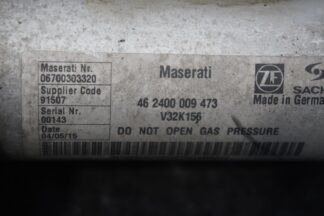 Maserati Nr.
06700303320
Supplier Code
91507
Serial Nr.
00143
Date
04/05/15
Maserati
46 2400 009 473
V32K156
DO NOT OPEN GAS PRESSURE
ZF
SACH
Made in German